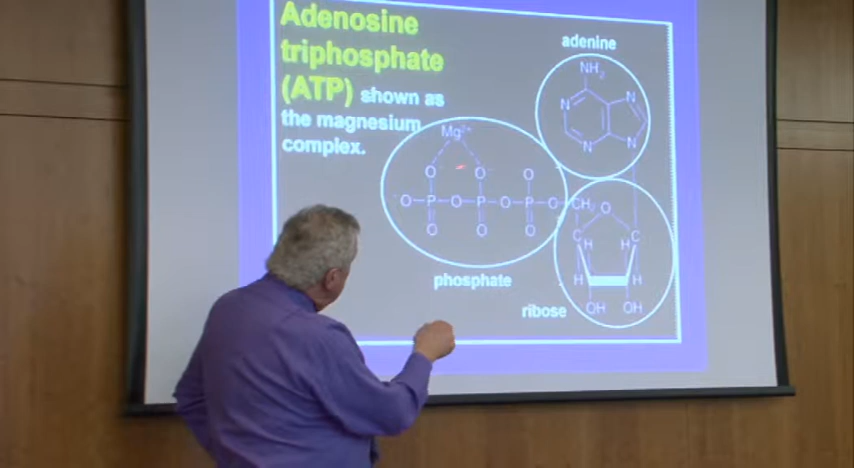 Adenosine
triphosphate
(ATP) shown as
the magnesium
complex.
adenine
NH2
N N
N N
Mg2+
O O O
O P O P O P O CH2 O
O O O
C C
H H
H H
OH OH
phosphate
ribose